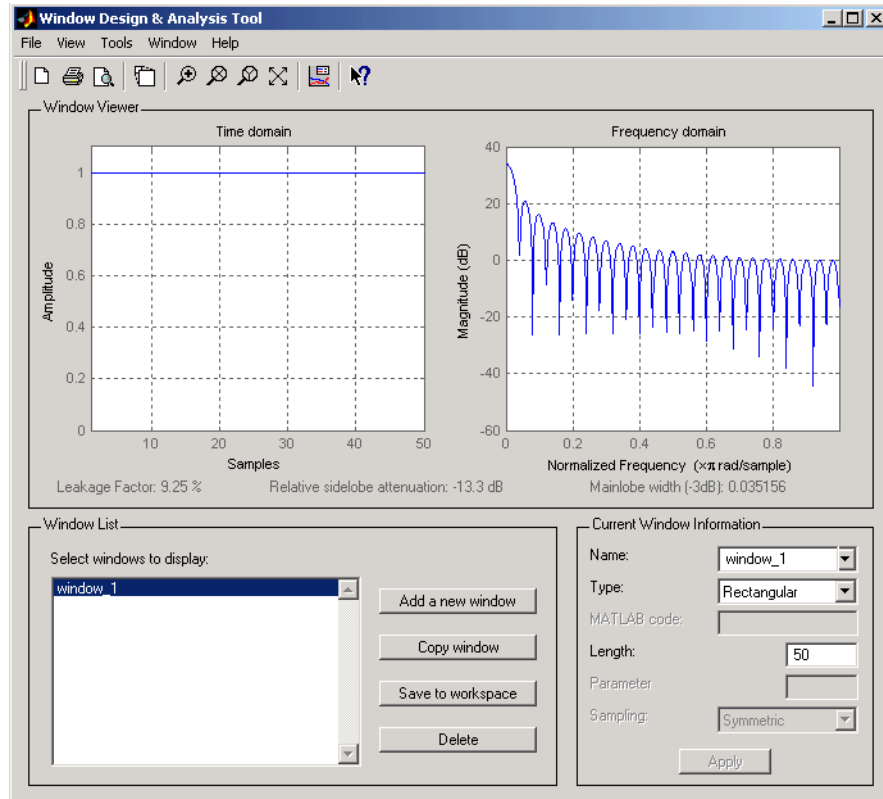 Window Design & Analysis Tool
File View Tools Window Help
Window Viewer
Time domain
Frequency domain
1
0.8
0.6
0.4
0.2
0
Amplitude
10 20 30 40 50
Samples
40
20
0
-20
-40
-60
Magnitude (dB)
0 0.2 0.4 0.6 0.8
Normalized Frequency (×π rad/sample)
Leakage Factor: 9.25 %
Relative sidelobe attenuation: -13.3 dB
Mainlobe width (-3dB): 0.035156
Window List
Select windows to display:
window_1
Add a new window
Copy window
Save to workspace
Delete
Current Window Information
Name: window_1
Type: Rectangular
MATLAB code:
Length: 50
Parameter
Sampling: Symmetric
Apply